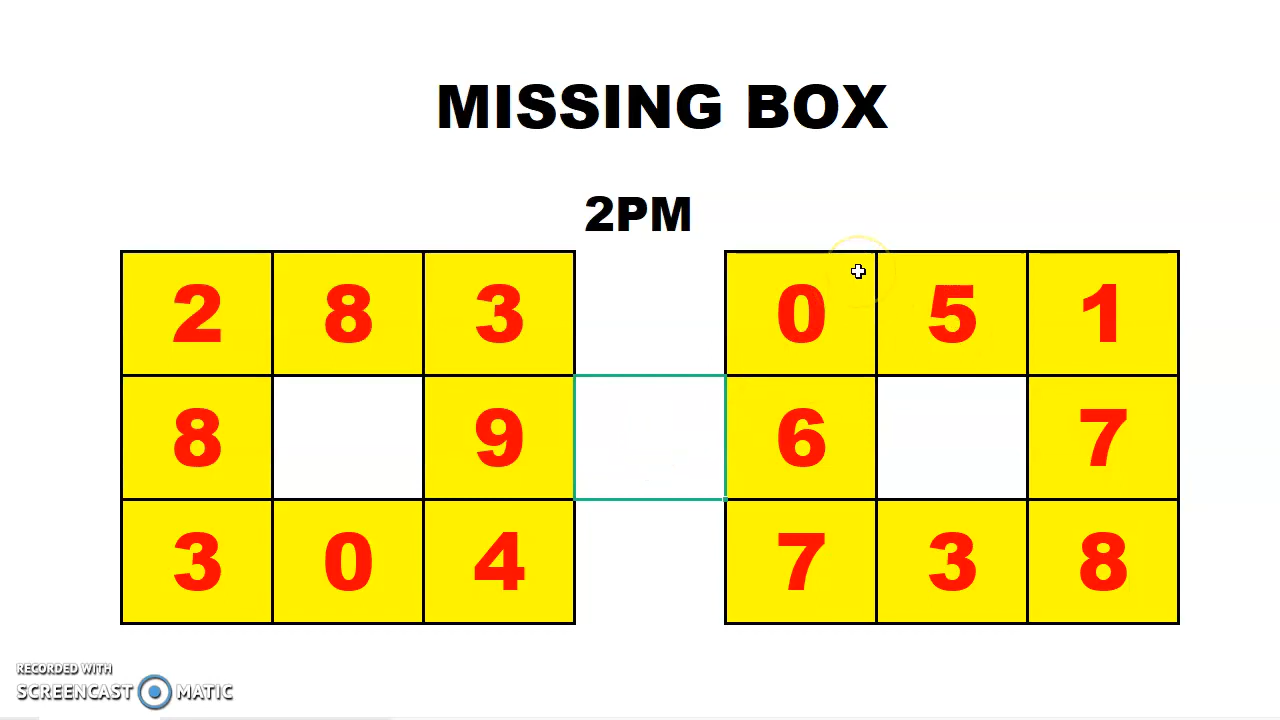 MISSING BOX
2PM
2 8 3 0 5 1
8 9 6 7
3 0 4 7 3 8
RECORDED WITH
SCREENCAST MATIC